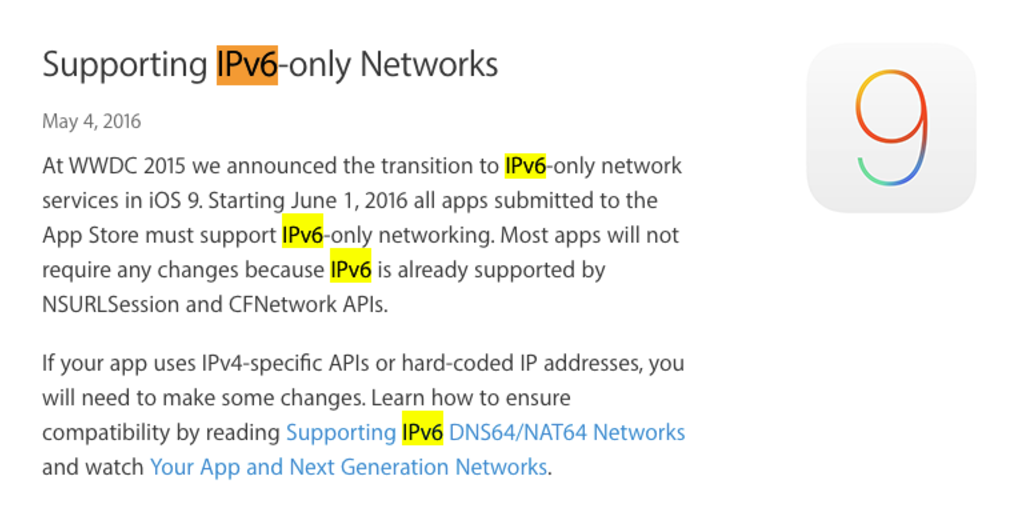 Supporting IPv6-only Networks
9
May 4, 2016
At WWDC 2015 we announced the transition to IPv6-only network
services in iOS 9. Starting June 1, 2016 all apps submitted to the
App Store must support IPv6-only networking. Most apps will not
require any changes because IPv6 is already supported by
NSURLSession and CFNetwork APIs.
If your app uses IPv4-specific APIs or hard-coded IP addresses, you
will need to make some changes. Learn how to ensure
compatibility by reading Supporting IPv6 DNS64/NAT64 Networks
and watch Your App and Next Generation Networks.